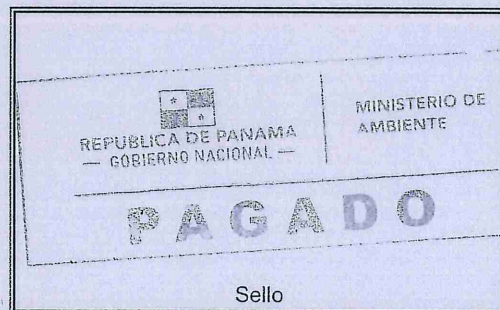 REPUBLICA DE PANAMA
— GOBIERNO NACIONAL —
MINISTERIO DE
AMBIENTE
PAGADO
Sello